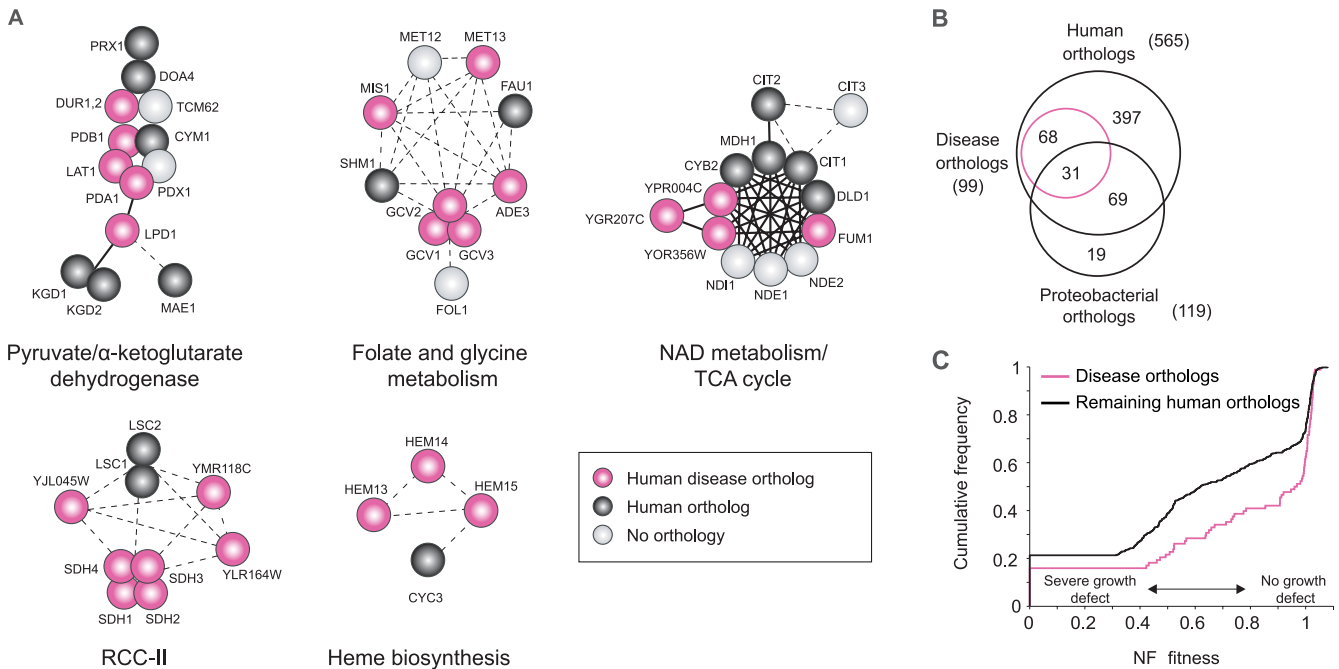 A
PRX1
DOA4
DUR1,2
TCM62
PDB1
CYM1
LAT1
PDA1
PDX1
LPD1
KGD1
KGD2
MAE1
Pyruvate/α-ketoglutarate
dehydrogenase
MET12
MET13
MIS1
FAU1
SHM1
GCV2
ADE3
GCV1
GCV3
FOL1
Folate and glycine
metabolism
CIT2
CIT3
MDH1
CYB2
CIT1
YPR004C
DLD1
YGR207C
YOR356W
FUM1
NDI1
NDE1
NDE2
NAD metabolism/
TCA cycle
LSC2
LSC1
YJL045W
YMR118C
SDH4
SDH3
YLR164W
SDH1
SDH2
RCC-II
HEM14
HEM13
HEM15
CYC3
Heme biosynthesis
Human disease ortholog
Human ortholog
No orthology
B
Human
orthologs
(565)
397
68
Disease
orthologs
(99)
31
69
19
Proteobacterial
orthologs
(119)
C
Disease orthologs
Remaining human orthologs
Cumulative frequency
1
0.8
0.6
0.4
0.2
0
Severe growth
defect
No growth
defect
0 0.2 0.4 0.6 0.8 1
NF fitness